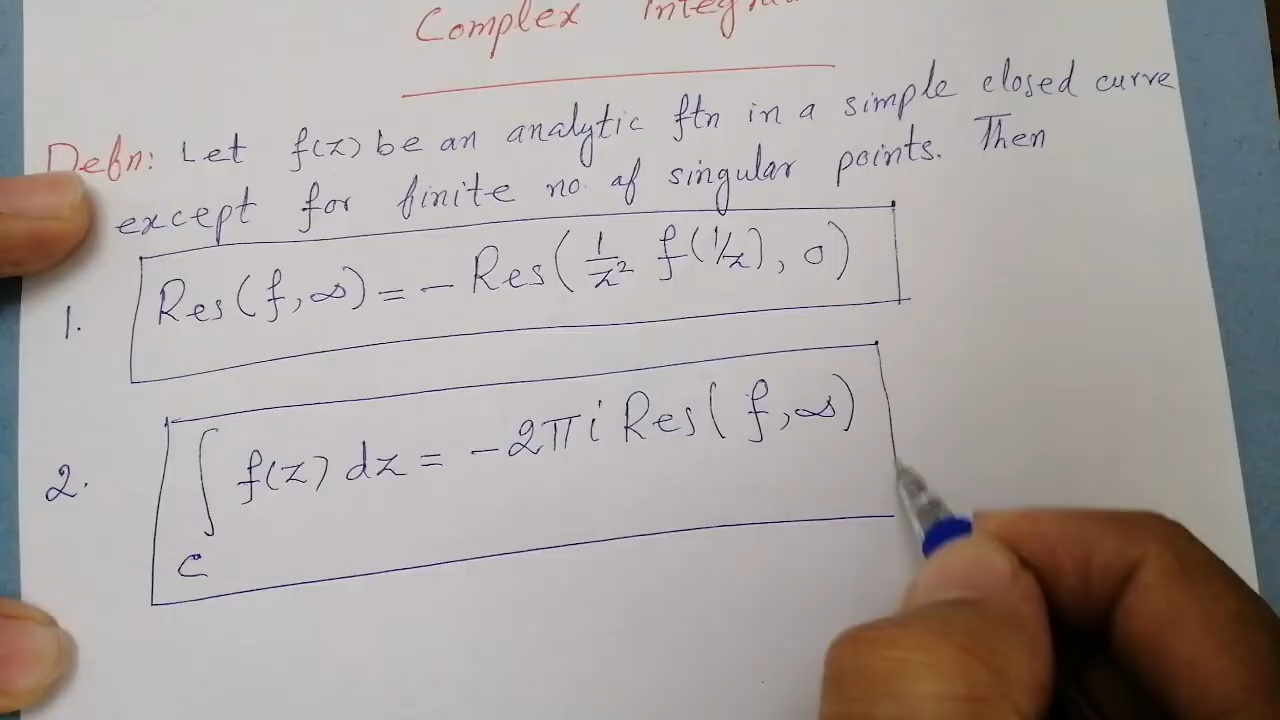 Complex Integra
Defn: Let f(z) be an analytic ftn in a simple closed curve
except for finite no. of singular points. Then
1. Res(f,∞) = - Res(1/z² f(1/z), 0)
2. ∫ f(z) dz = -2πi Res(f,∞)
C